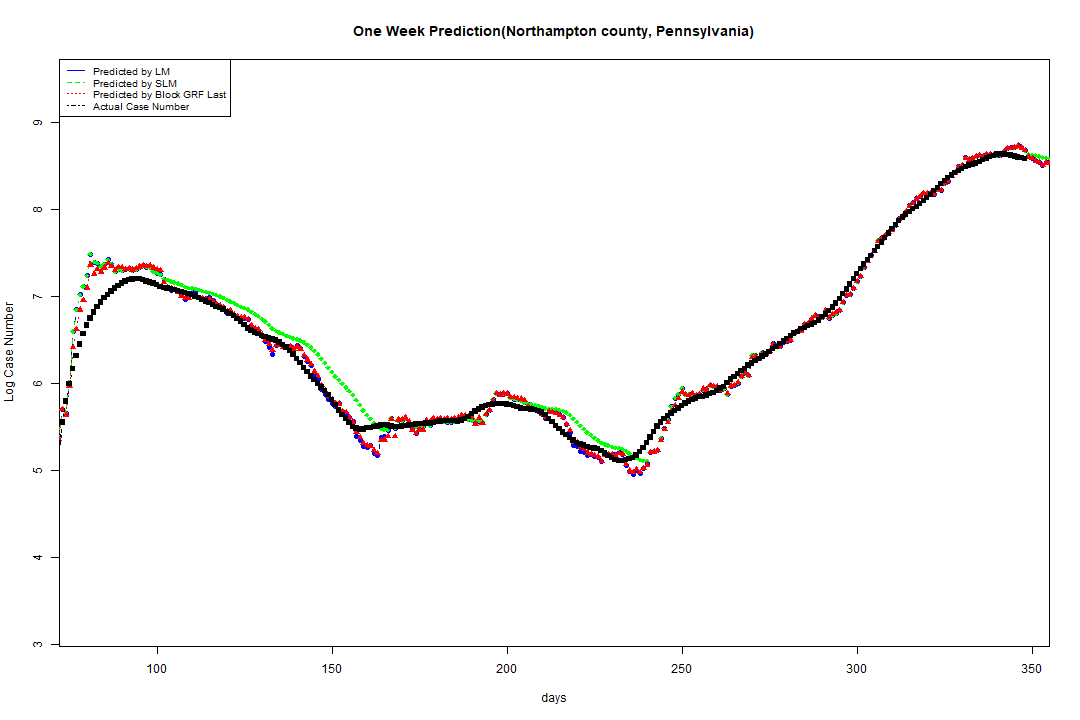 One Week Prediction(Northampton county, Pennsylvania)
Predicted by LM
Predicted by SLM
Predicted by Block GRF Last
Actual Case Number
9
8
7
6
5
4
3
Log Case Number
100 150 200 250 300 350
days